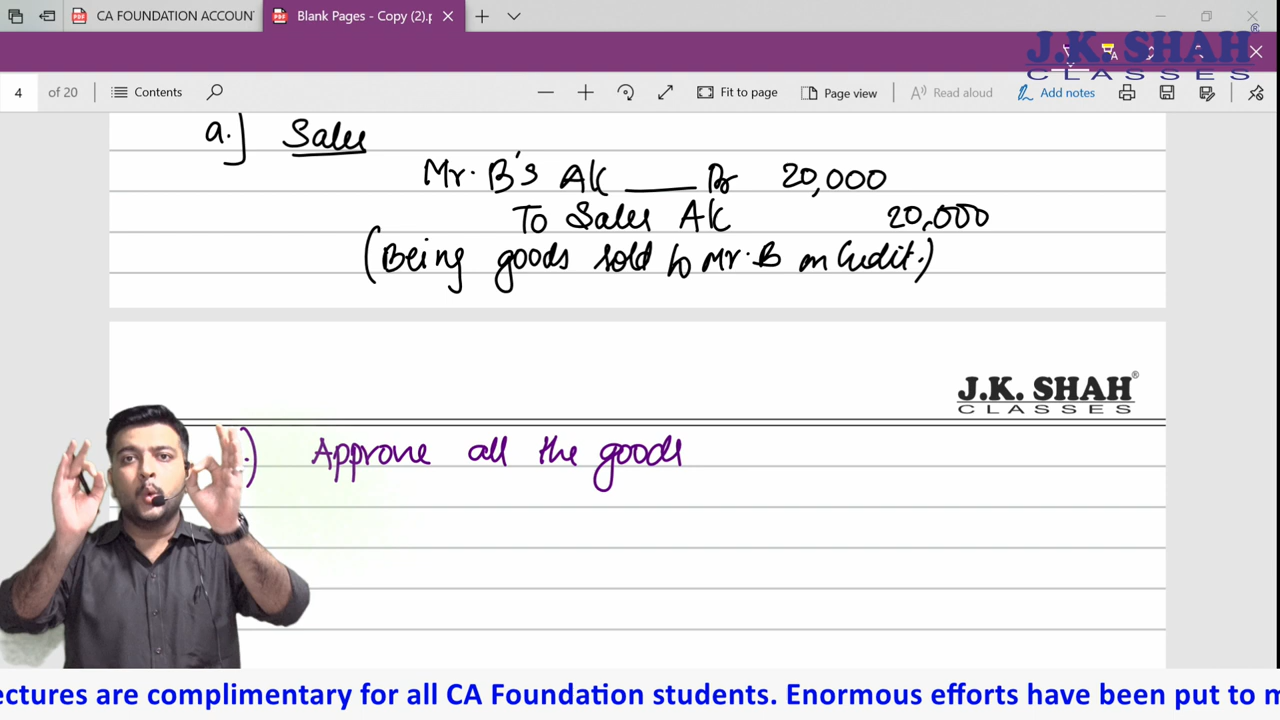 CA FOUNDATION ACCOUN
Blank Pages - Copy (2).p
J.K. SHAH®
CLASSES
4 of 20 Contents Fit to page Page view Read aloud Add notes
a.] Sales
Mr. B's A/c ____ Dr 20,000
To Sales A/c 20,000
(Being goods sold to Mr. B on Credit.)
J.K. SHAH®
CLASSES
.) Approve all the goods
ectures are complimentary for all CA Foundation students. Enormous efforts have been put to m